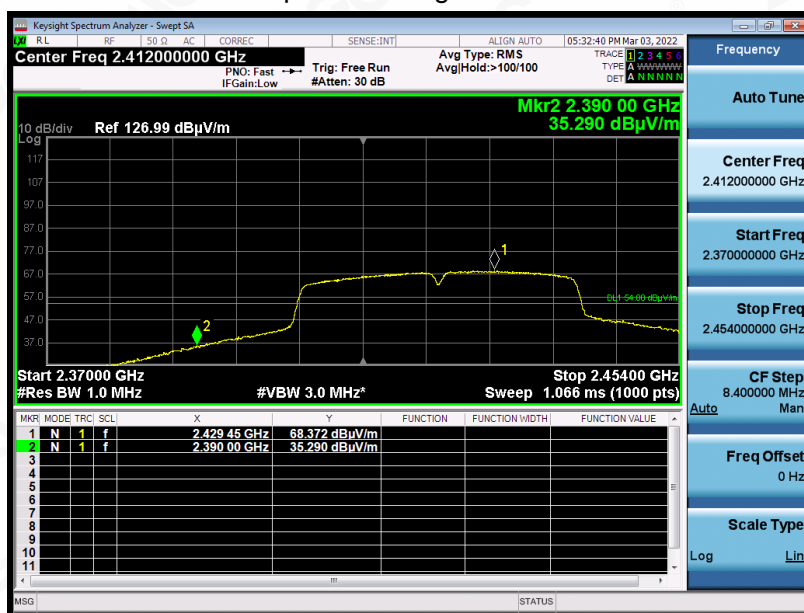 Keysight Spectrum Analyzer - Swept SA
LXI RL RF 50 Ω AC CORREC SENSE:INT ALIGN AUTO 05:32:40 PM Mar 03, 2022
Center Freq 2.412000000 GHz
PNO: Fast
IFGain:Low
Trig: Free Run
#Atten: 30 dB
Avg Type: RMS
Avg|Hold:>100/100
TRACE 1 2 3 4 5 6
TYPE A WWWWW
DET A N N N N N
Mkr2 2.390 00 GHz
35.290 dBµV/m
10 dB/div Ref 126.99 dBµV/m
Log
117
107
97.0
87.0
77.0
67.0
57.0
47.0
37.0
1
2
DL1 54.00 dBµV/m
Start 2.37000 GHz Stop 2.45400 GHz
#Res BW 1.0 MHz #VBW 3.0 MHz* Sweep 1.066 ms (1000 pts)
MKR MODE TRC SCL X Y FUNCTION FUNCTION WIDTH FUNCTION VALUE
1 N 1 f 2.429 45 GHz 68.372 dBµV/m
2 N 1 f 2.390 00 GHz 35.290 dBµV/m
3
4
5
6
7
8
9
10
11
MSG STATUS
Frequency
Auto Tune
Center Freq
2.412000000 GHz
Start Freq
2.370000000 GHz
Stop Freq
2.454000000 GHz
CF Step
8.400000 MHz
Auto Man
Freq Offset
0 Hz
Scale Type
Log Lin